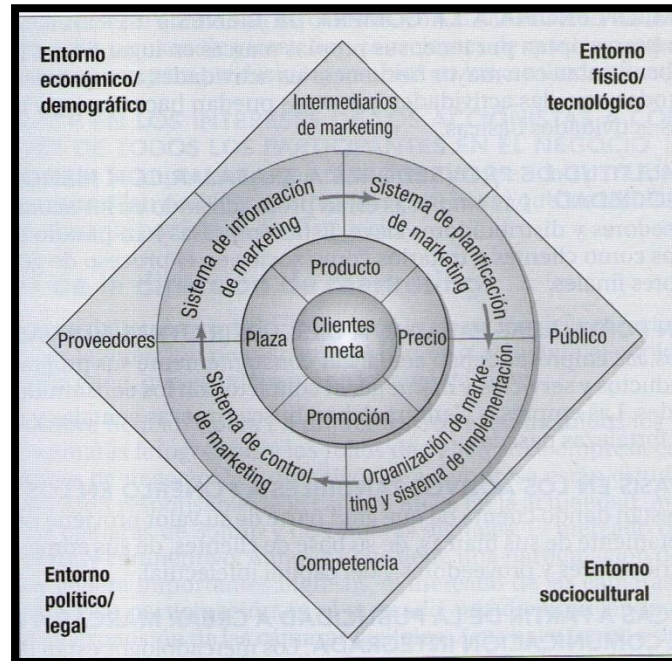 Entorno
económico/
demográfico
Entorno
físico/
tecnológico
Intermediarios
de marketing
Sistema de información
de marketing
Sistema de planificación
de marketing
Producto
Proveedores
Plaza
Clientes
meta
Precio
Público
Promoción
Sistema de control
de marketing
Organización de marke-
ting y sistema de implementación
Competencia
Entorno
político/
legal
Entorno
sociocultural